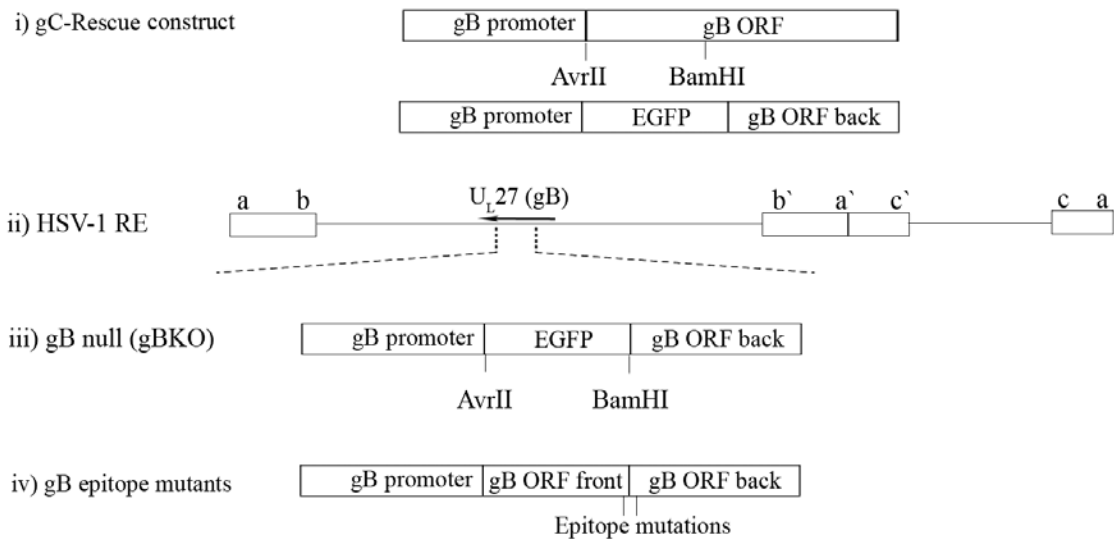 i) gC-Rescue construct
gB promoter gB ORF
AvrII BamHI
gB promoter EGFP gB ORF back
ii) HSV-1 RE
a b UL27 (gB) b` a` c` c a
iii) gB null (gBKO)
gB promoter EGFP gB ORF back
AvrII BamHI
iv) gB epitope mutants
gB promoter gB ORF front gB ORF back
Epitope mutations